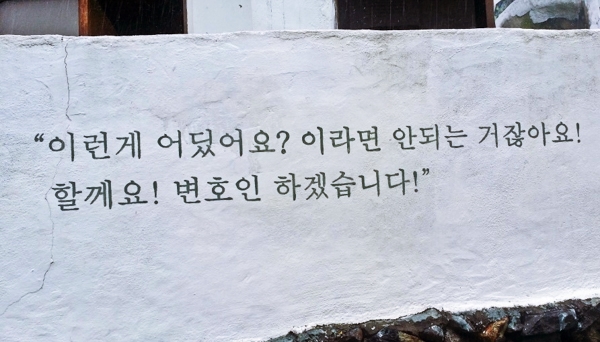 “이런게 어딨어요? 이라면 안되는 거잖아요!
할께요! 변호인 하겠습니다!”